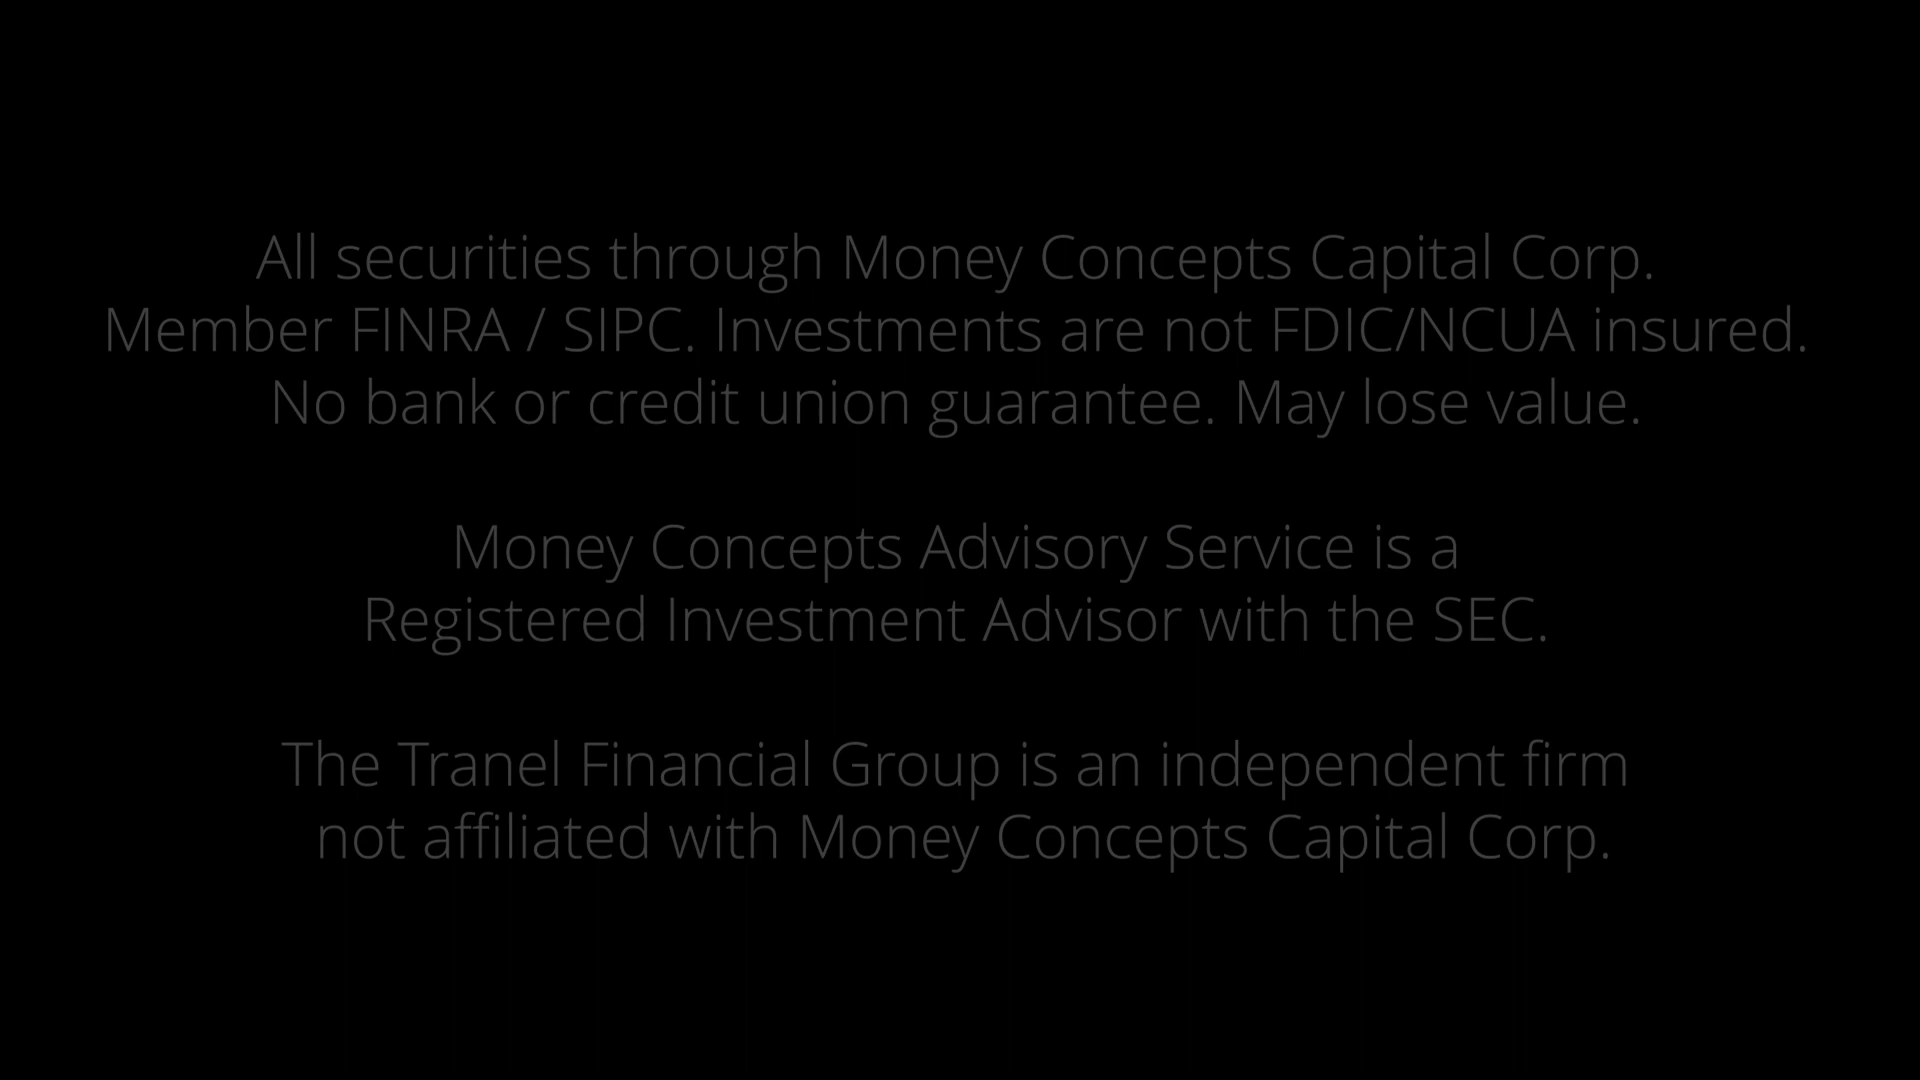 All securities through Money Concepts Capital Corp.
Member FINRA / SIPC. Investments are not FDIC/NCUA insured.
No bank or credit union guarantee. May lose value.
Money Concepts Advisory Service is a
Registered Investment Advisor with the SEC.
The Tranel Financial Group is an independent firm
not affiliated with Money Concepts Capital Corp.